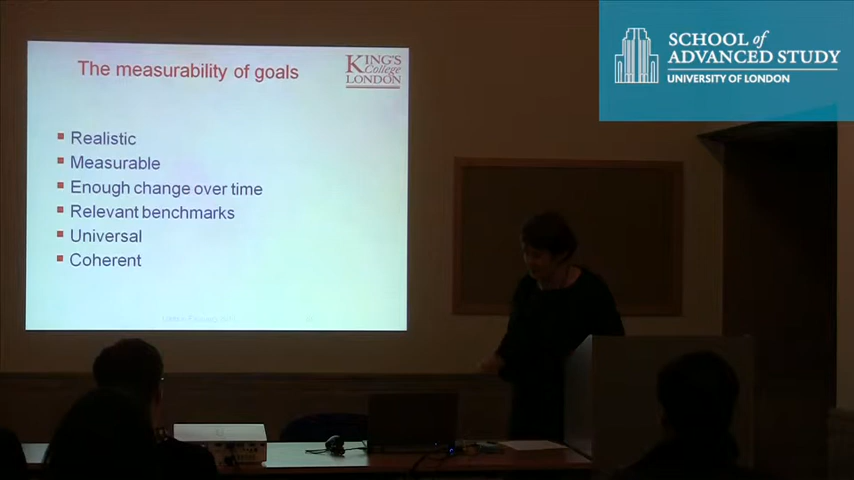 The measurability of goals
KING'S
College
LONDON
Realistic
Measurable
Enough change over time
Relevant benchmarks
Universal
Coherent
SCHOOL of
ADVANCED STUDY
UNIVERSITY OF LONDON